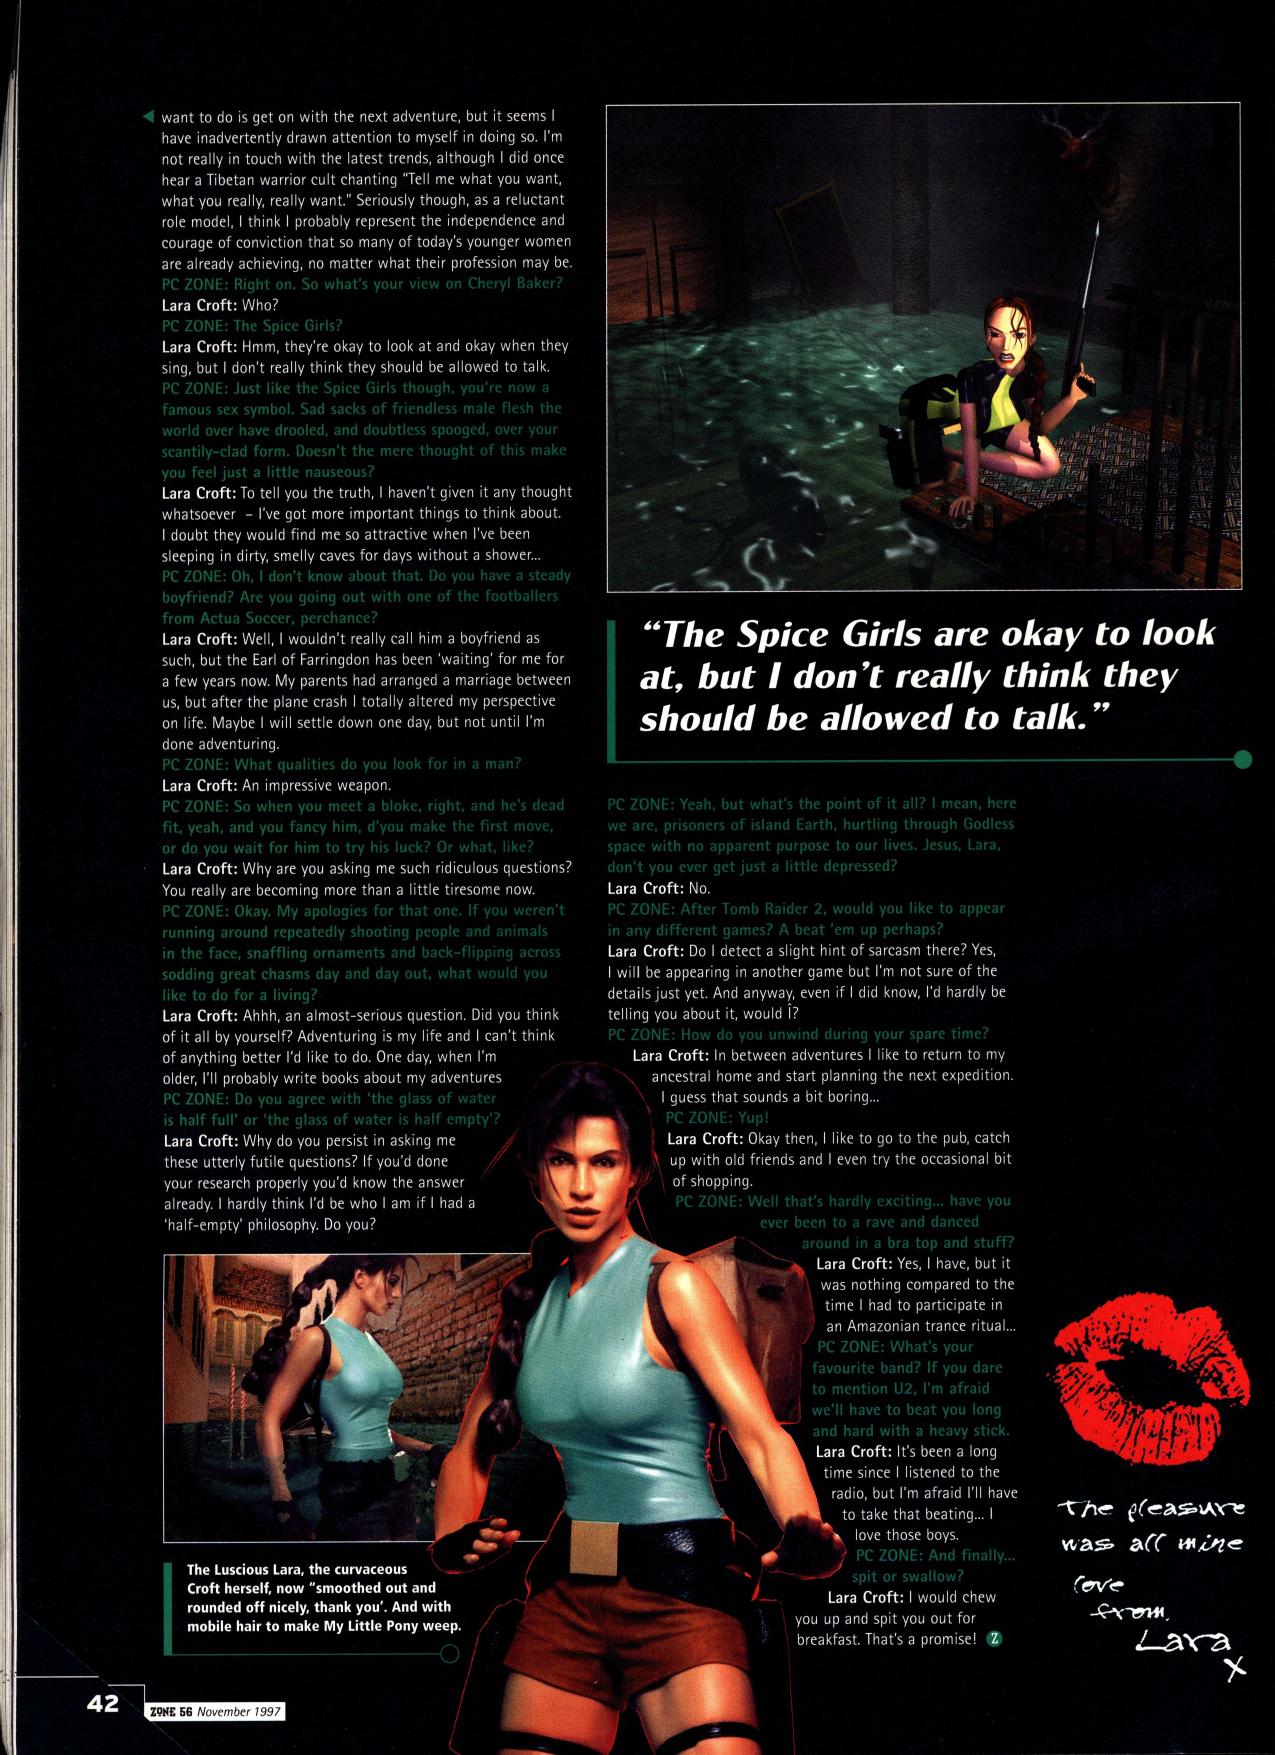 want to do is get on with the next adventure, but it seems I
have inadvertently drawn attention to myself in doing so. I'm
not really in touch with the latest trends, although I did once
hear a Tibetan warrior cult chanting "Tell me what you want,
what you really, really want." Seriously though, as a reluctant
role model, I think I probably represent the independence and
courage of conviction that so many of today's younger women
are already achieving, no matter what their profession may be.
PC ZONE: Right on. So what's your view on Cheryl Baker?
Lara Croft: Who?
PC ZONE: The Spice Girls?
Lara Croft: Hmm, they're okay to look at and okay when they
sing, but I don't really think they should be allowed to talk.
PC ZONE: Just like the Spice Girls though, you're now a
famous sex symbol. Sad sacks of friendless male flesh the
world over have drooled, and doubtless spooged, over your
scantily-clad form. Doesn't the mere thought of this make
you feel just a little nauseous?
Lara Croft: To tell you the truth, I haven't given it any thought
whatsoever – I've got more important things to think about.
I doubt they would find me so attractive when I've been
sleeping in dirty, smelly caves for days without a shower...
PC ZONE: Oh, I don't know about that. Do you have a steady
boyfriend? Are you going out with one of the footballers
from Actua Soccer, perchance?
Lara Croft: Well, I wouldn't really call him a boyfriend as
such, but the Earl of Farringdon has been 'waiting' for me for
a few years now. My parents had arranged a marriage between
us, but after the plane crash I totally altered my perspective
on life. Maybe I will settle down one day, but not until I'm
done adventuring.
PC ZONE: What qualities do you look for in a man?
Lara Croft: An impressive weapon.
PC ZONE: So when you meet a bloke, right, and he's dead
fit, yeah, and you fancy him, d'you make the first move,
or do you wait for him to try his luck? Or what, like?
Lara Croft: Why are you asking me such ridiculous questions?
You really are becoming more than a little tiresome now.
PC ZONE: Okay. My apologies for that one. If you weren't
running around repeatedly shooting people and animals
in the face, snaffling ornaments and back-flipping across
sodding great chasms day and day out, what would you
like to do for a living?
Lara Croft: Ahhh, an almost-serious question. Did you think
of it all by yourself? Adventuring is my life and I can't think
of anything better I'd like to do. One day, when I'm
older, I'll probably write books about my adventures
PC ZONE: Do you agree with 'the glass of water
is half full' or 'the glass of water is half empty'?
Lara Croft: Why do you persist in asking me
these utterly futile questions? If you'd done
your research properly you'd know the answer
already. I hardly think I'd be who I am if I had a
'half-empty' philosophy. Do you?
The Luscious Lara, the curvaceous
Croft herself, now "smoothed out and
rounded off nicely, thank you'. And with
mobile hair to make My Little Pony weep.
"The Spice Girls are okay to look
at, but I don't really think they
should be allowed to talk."
PC ZONE: Yeah, but what's the point of it all? I mean, here
we are, prisoners of island Earth, hurtling through Godless
space with no apparent purpose to our lives. Jesus, Lara,
don't you ever get just a little depressed?
Lara Croft: No.
PC ZONE: After Tomb Raider 2, would you like to appear
in any different games? A beat 'em up perhaps?
Lara Croft: Do I detect a slight hint of sarcasm there? Yes,
I will be appearing in another game but I'm not sure of the
details just yet. And anyway, even if I did know, I'd hardly be
telling you about it, would Î?
PC ZONE: How do you unwind during your spare time?
Lara Croft: In between adventures I like to return to my
ancestral home and start planning the next expedition.
I guess that sounds a bit boring...
PC ZONE: Yup!
Lara Croft: Okay then, I like to go to the pub, catch
up with old friends and I even try the occasional bit
of shopping.
PC ZONE: Well that's hardly exciting... have you
ever been to a rave and danced
around in a bra top and stuff?
Lara Croft: Yes, I have, but it
was nothing compared to the
time I had to participate in
an Amazonian trance ritual...
PC ZONE: What's your
favourite band? If you dare
to mention U2, I'm afraid
we'll have to beat you long
and hard with a heavy stick.
Lara Croft: It's been a long
time since I listened to the
radio, but I'm afraid I'll have
to take that beating... I
love those boys.
PC ZONE: And finally...
spit or swallow?
Lara Croft: I would chew
you up and spit you out for
breakfast. That's a promise! Z
The pleasure
was all mine
love
from,
Lara
X
42
ZONE 56 November 1997